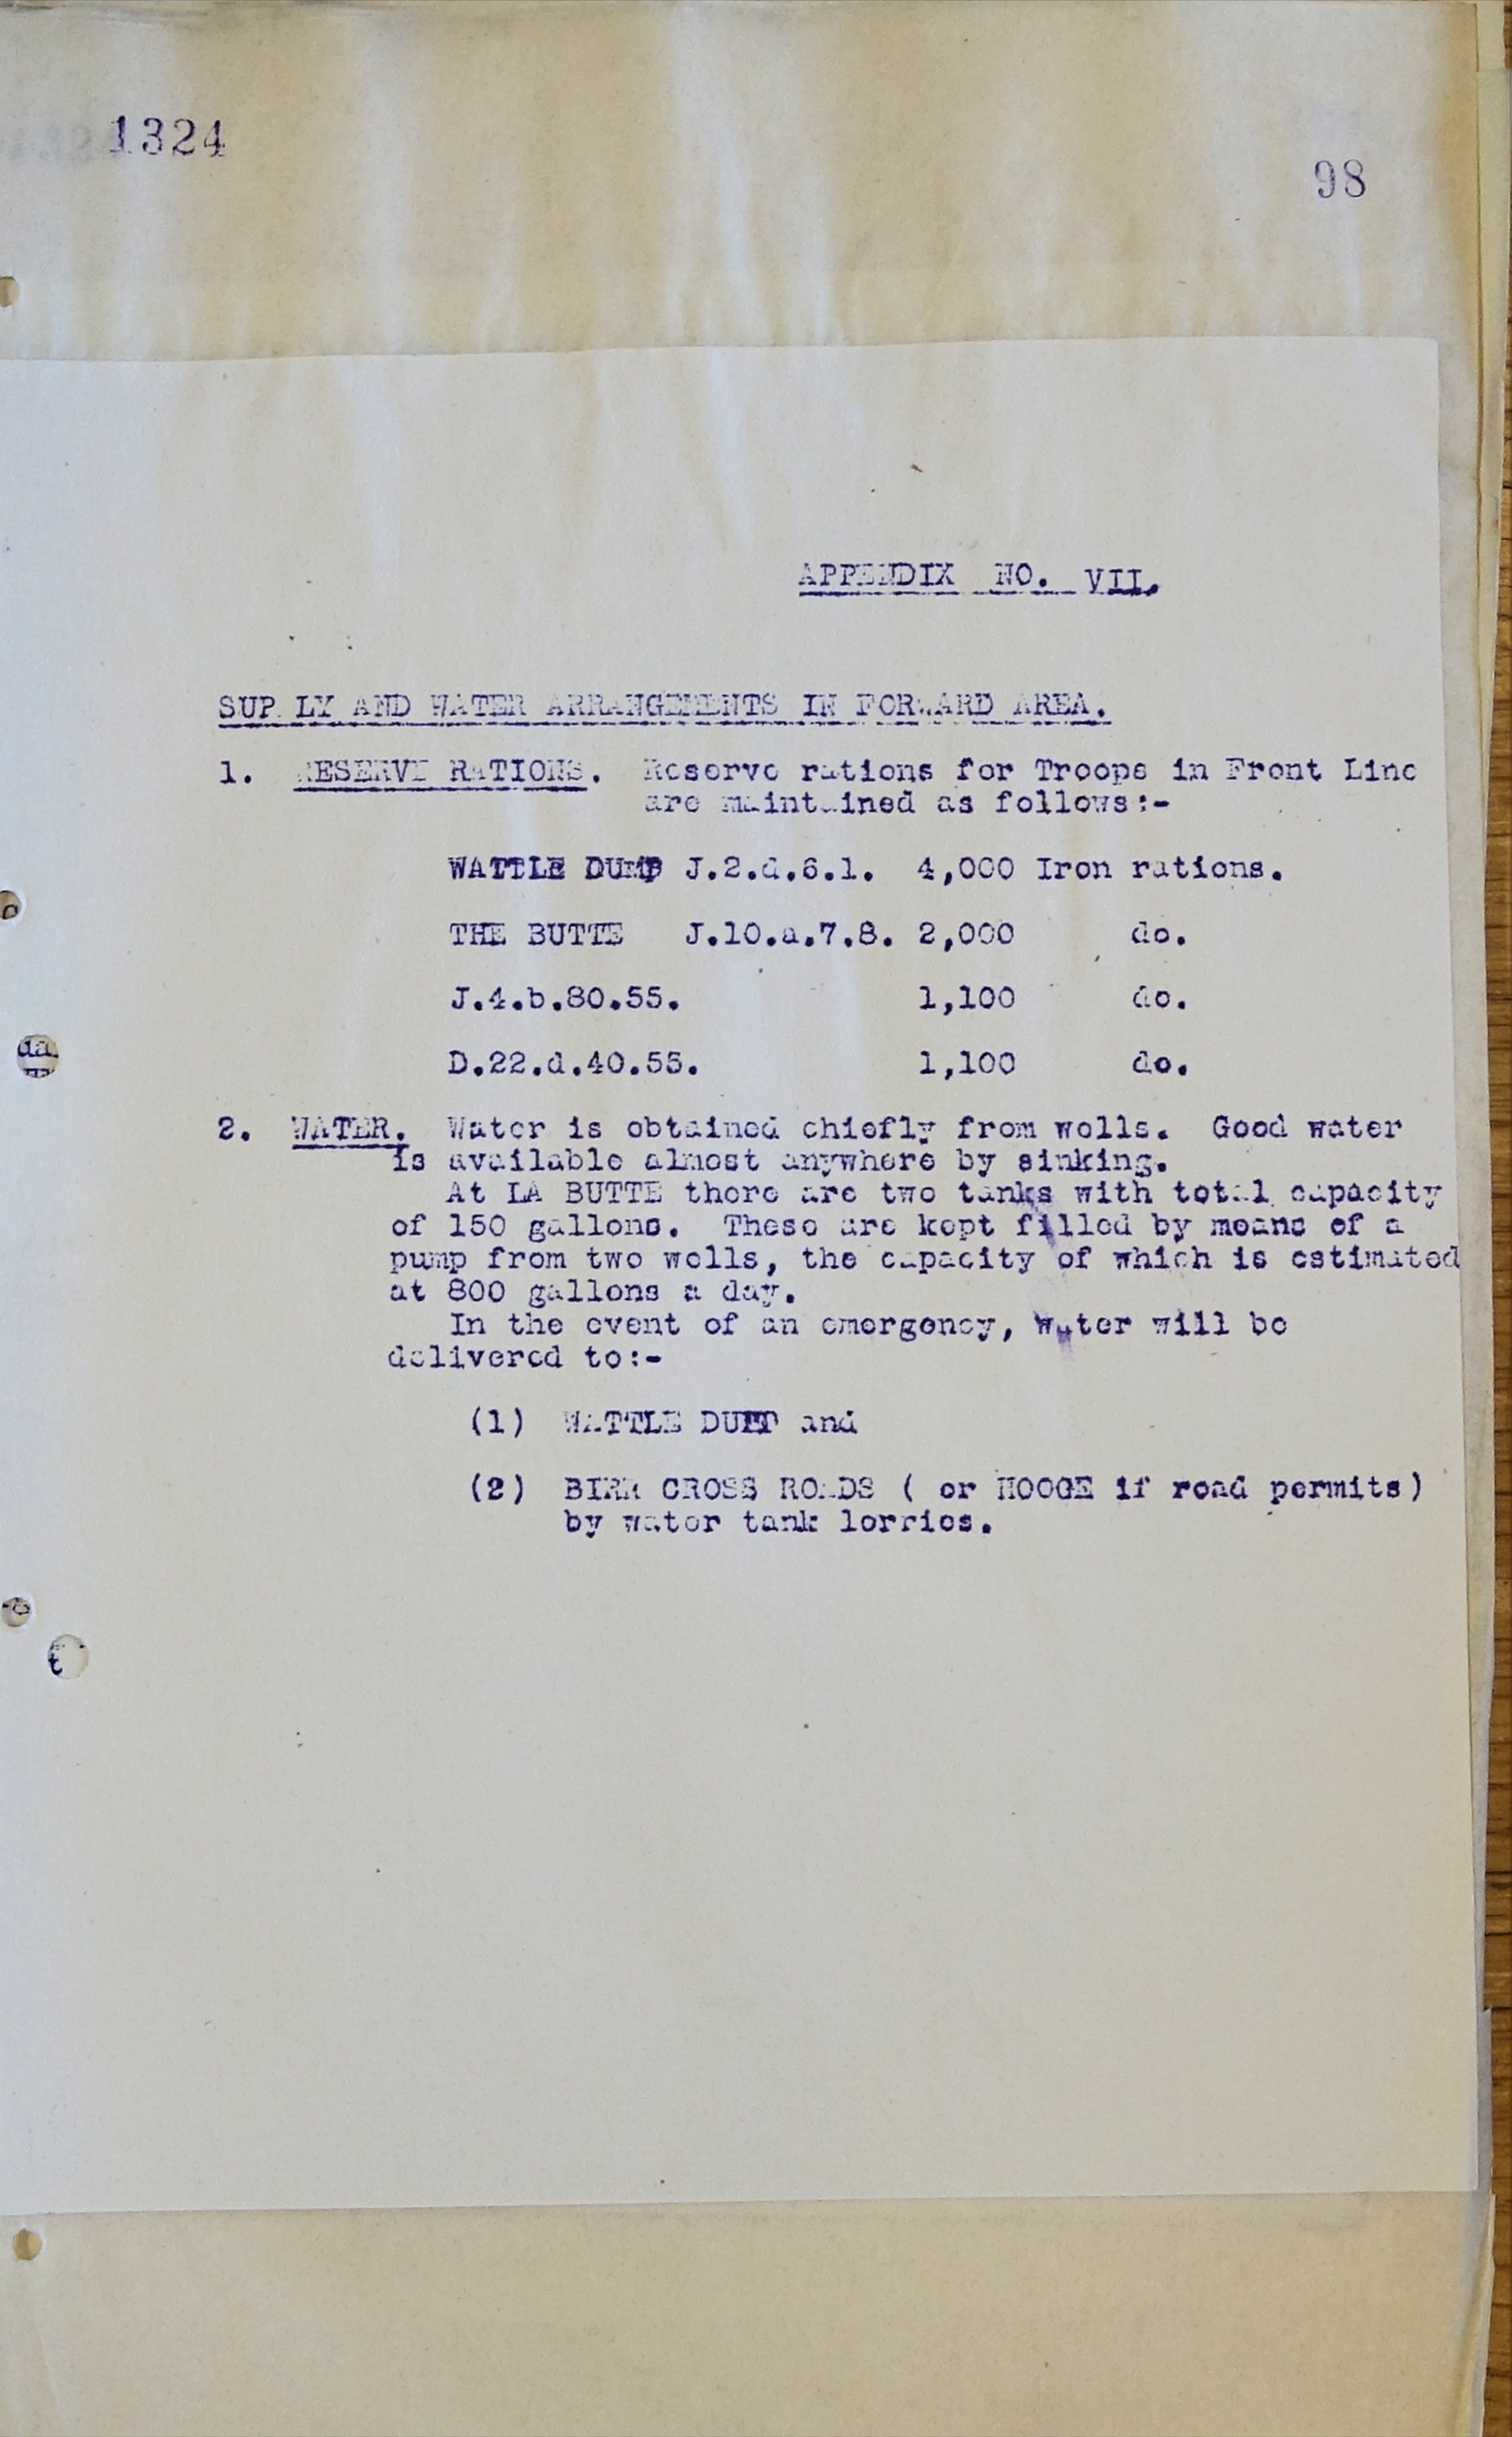 1324
98
APPENDIX NO. VII.
SUP LY AND WATER ARRANGEMENTS IN FORWARD AREA.
1. RESERVE RATIONS. Reserve rations for Troops in Front Line
are maintained as follows:-
WATTLE DUMP J.2.d.6.1. 4,000 Iron rations.
THE BUTTE J.10.a.7.8. 2,000 do.
J.4.b.80.55. 1,100 do.
D.22.d.40.55. 1,100 do.
2. WATER. Water is obtained chiefly from wells. Good water
is available almost anywhere by sinking.
At LA BUTTE there are two tanks with total capacity
of 150 gallons. These are kept filled by means of a
pump from two wells, the capacity of which is estimated
at 800 gallons a day.
In the event of an emergency, water will be
delivered to:-
(1) WATTLE DUMP and
(2) BIRR CROSS ROADS ( or HOOGE if road permits)
by water tank lorries.